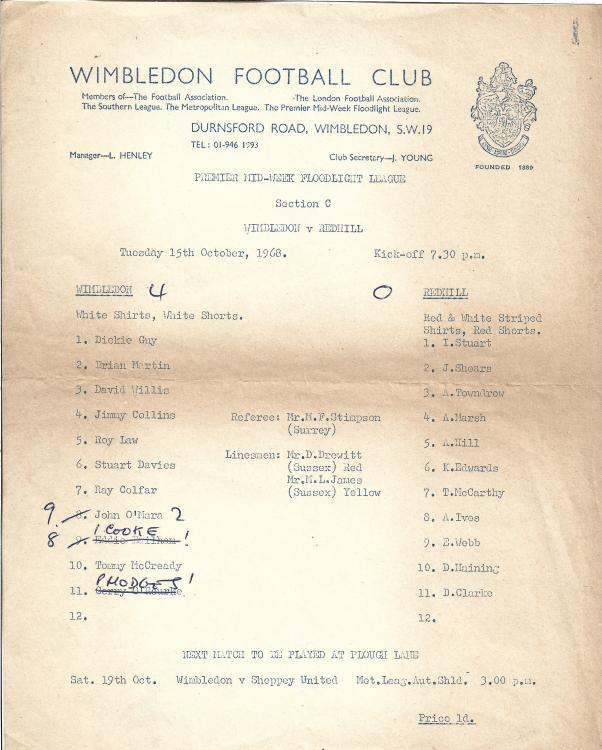 WIMBLEDON FOOTBALL CLUB
Members of—The Football Association. -The London Football Association.
The Southern League. The Metropolitan League. The Premier Mid-Week Floodlight League.
DURNSFORD ROAD, WIMBLEDON, S.W.19
TEL : 01-946 1993
Manager—L. HENLEY Club Secretary—J. YOUNG
FOUNDED 1889
PREMIER MID-WEEK FLOODLIGHT LEAGUE
Section C
WIMBLEDON v REDHILL
Tuesday 15th October, 1968. Kick-off 7.30 p.m.
WIMBLEDON 4 0 REDHILL
White Shirts, White Shorts. Red & White Striped
Shirts, Red Shorts.
1. Dickie Guy 1. I.Stuart
2. Brian Martin 2. J.Shears
3. David Willis 3. A.Towndrow
4. Jimmy Collins Referee: Mr.M.F.Stimpson 4. A.Marsh
(Surrey)
5. Roy Law 5. A.Hill
Linesmen: Mr.D.Drewitt
6. Stuart Davies (Sussex) Red 6. K.Edwards
Mr.M.L.James
7. Ray Colfar (Sussex) Yellow 7. T.McCarthy
9. 8. John O'Mara 2 8. A.Ives
I COOKE
8 9. Eddie ! 9. E.Webb
10. Tommy McCready 10. D.Haining
P HODGES !
11. Gerry O'Rourke. 11. D.Clarke
12. 12.
NEXT MATCH TO BE PLAYED AT PLOUGH LANE
Sat. 19th Oct. Wimbledon v Sheppey United Met.Leag.Aut.Shld. 3.00 p.m.
Price 1d.